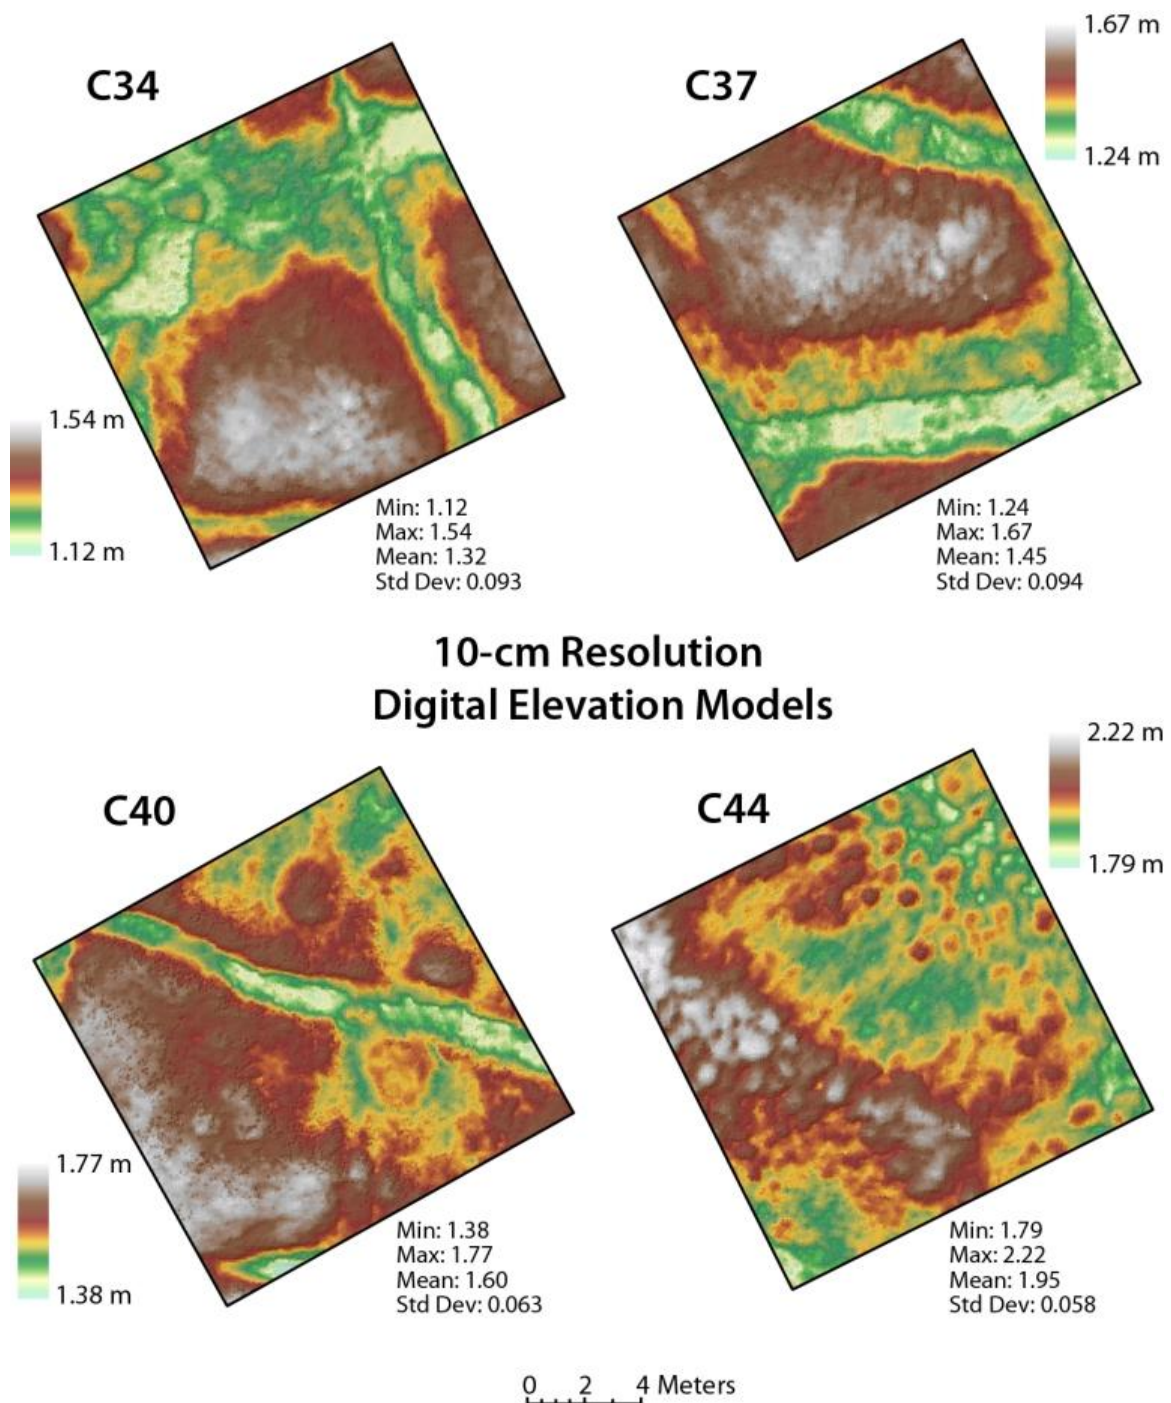 C34
C37
1.67 m
1.24 m
1.54 m
1.12 m
Min: 1.12
Max: 1.54
Mean: 1.32
Std Dev: 0.093
Min: 1.24
Max: 1.67
Mean: 1.45
Std Dev: 0.094
10-cm Resolution
Digital Elevation Models
C40
C44
2.22 m
1.79 m
1.77 m
1.38 m
Min: 1.38
Max: 1.77
Mean: 1.60
Std Dev: 0.063
Min: 1.79
Max: 2.22
Mean: 1.95
Std Dev: 0.058
0 2 4 Meters